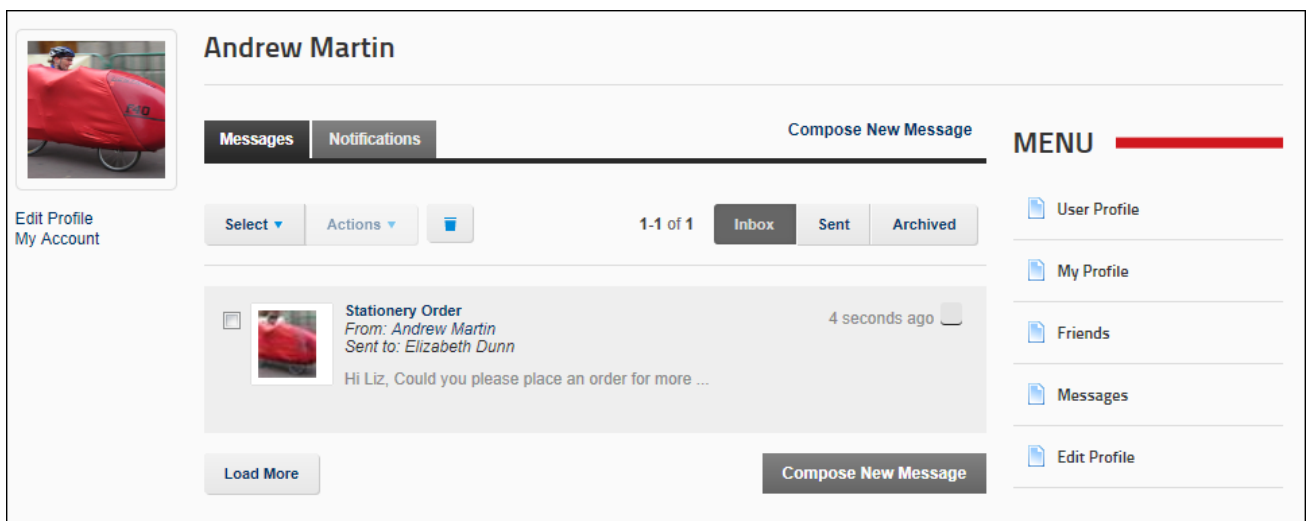 Andrew Martin
Edit Profile
My Account
Messages
Notifications
Compose New Message
Select
Actions
1-1 of 1
Inbox
Sent
Archived
Stationery Order
From: Andrew Martin
Sent to: Elizabeth Dunn
4 seconds ago
Hi Liz, Could you please place an order for more ...
Load More
Compose New Message
MENU
User Profile
My Profile
Friends
Messages
Edit Profile